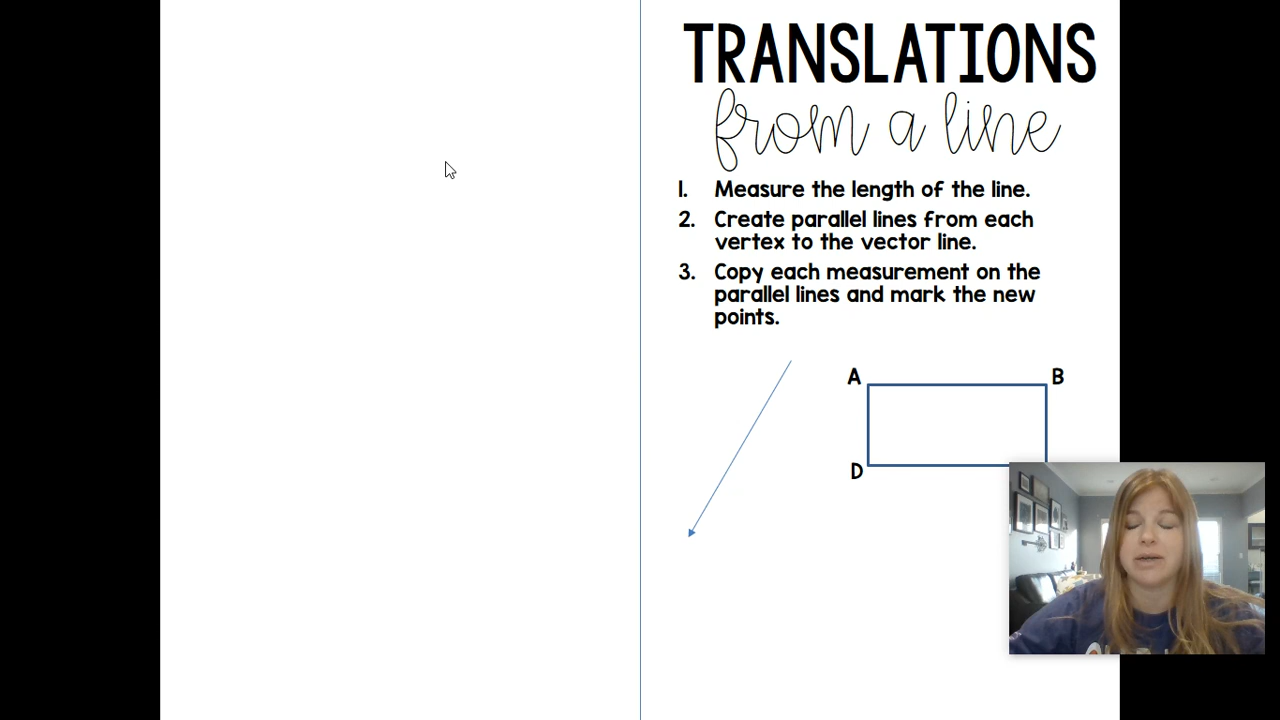 TRANSLATIONS
from a line
1. Measure the length of the line.
2. Create parallel lines from each
vertex to the vector line.
3. Copy each measurement on the
parallel lines and mark the new
points.
A B
D